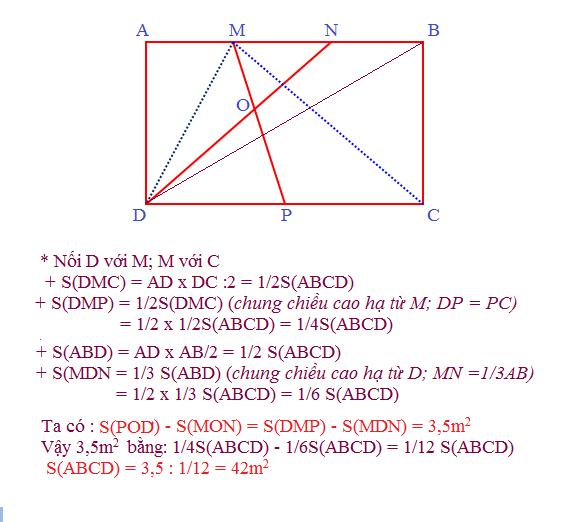 A M N B
O
D P C
* Nối D với M; M với C
+ S(DMC) = AD x DC :2 = 1/2S(ABCD)
+ S(DMP) = 1/2S(DMC) (chung chiều cao hạ từ M; DP = PC)
= 1/2 x 1/2S(ABCD) = 1/4S(ABCD)
+ S(ABD) = AD x AB/2 = 1/2 S(ABCD)
+ S(MDN = 1/3 S(ABD) (chung chiều cao hạ từ D; MN =1/3AB)
= 1/2 x 1/3 S(ABCD) = 1/6 S(ABCD)
Ta có : S(POD) - S(MON) = S(DMP) - S(MDN) = 3,5m²
Vậy 3,5m² bằng: 1/4S(ABCD) - 1/6S(ABCD) = 1/12 S(ABCD)
S(ABCD) = 3,5 : 1/12 = 42m²